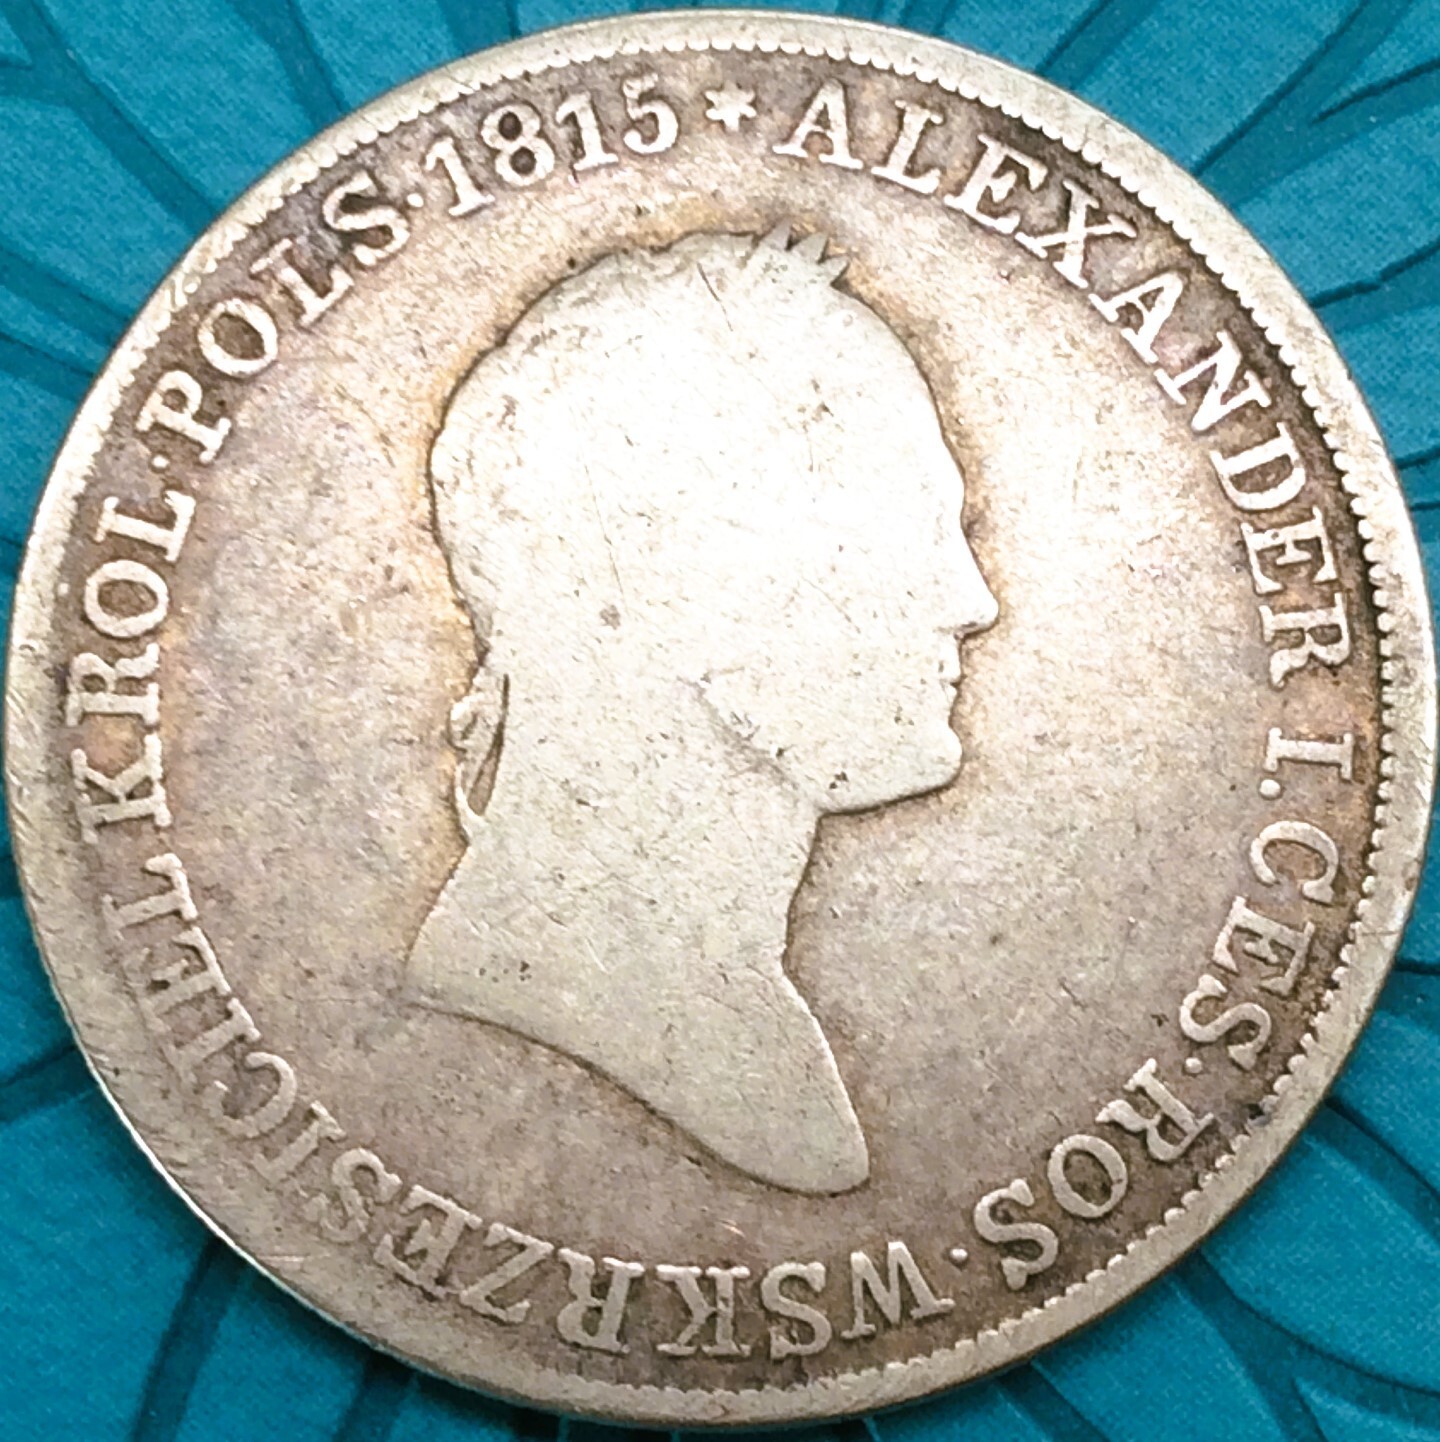 ALEXANDER I. CES. ROS. WSKRZESICIEL KROL. POLS. 1815